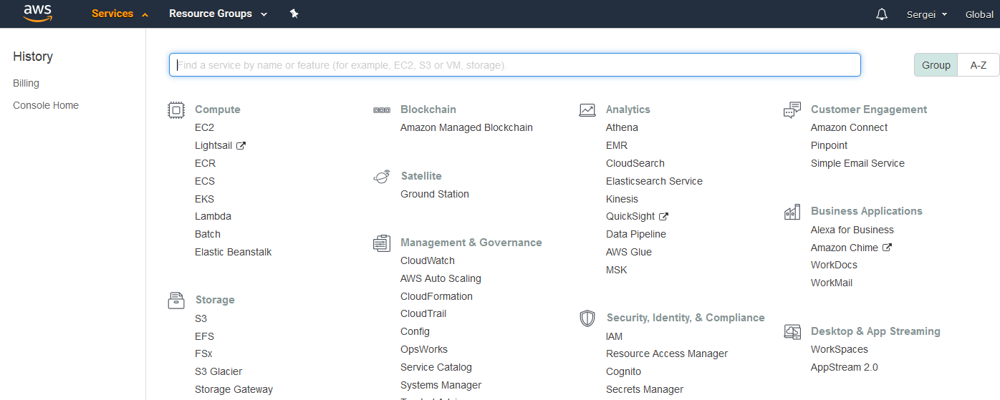 aws
Services
Resource Groups
Sergei
Global
History
Billing
Console Home
Find a service by name or feature (for example, EC2, S3 or VM, storage).
Group
A-Z
Compute
EC2
Lightsail
ECR
ECS
EKS
Lambda
Batch
Elastic Beanstalk
Storage
S3
EFS
FSx
S3 Glacier
Storage Gateway
Blockchain
Amazon Managed Blockchain
Satellite
Ground Station
Management & Governance
CloudWatch
AWS Auto Scaling
CloudFormation
CloudTrail
Config
OpsWorks
Service Catalog
Systems Manager
Analytics
Athena
EMR
CloudSearch
Elasticsearch Service
Kinesis
QuickSight
Data Pipeline
AWS Glue
MSK
Security, Identity, & Compliance
IAM
Resource Access Manager
Cognito
Secrets Manager
Customer Engagement
Amazon Connect
Pinpoint
Simple Email Service
Business Applications
Alexa for Business
Amazon Chime
WorkDocs
WorkMail
Desktop & App Streaming
WorkSpaces
AppStream 2.0